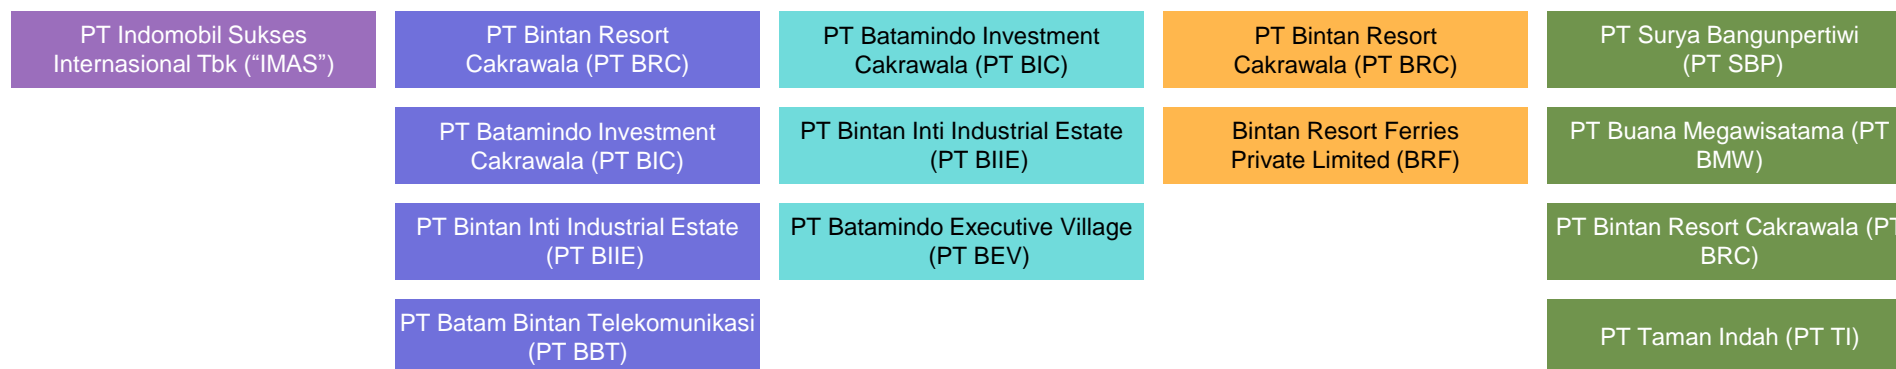 PT Indomobil Sukses
Internasional Tbk (“IMAS”)
PT Bintan Resort
Cakrawala (PT BRC)
PT Batamindo Investment
Cakrawala (PT BIC)
PT Bintan Resort
Cakrawala (PT BRC)
PT Surya Bangunpertiwi
(PT SBP)
PT Batamindo Investment
Cakrawala (PT BIC)
PT Bintan Inti Industrial Estate
(PT BIIE)
Bintan Resort Ferries
Private Limited (BRF)
PT Buana Megawisatama (PT
BMW)
PT Bintan Inti Industrial Estate
(PT BIIE)
PT Batamindo Executive Village
(PT BEV)
PT Bintan Resort Cakrawala (PT
BRC)
PT Batam Bintan Telekomunikasi
(PT BBT)
PT Taman Indah (PT TI)